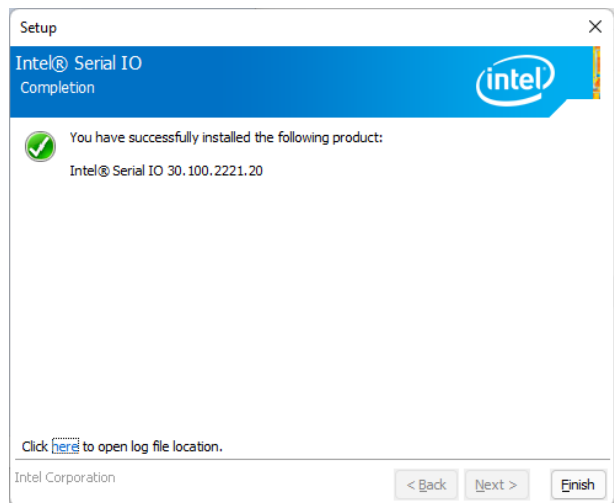 Setup
Intel® Serial IO
Completion
intel
You have successfully installed the following product:
Intel® Serial IO 30.100.2221.20
Click here to open log file location.
Intel Corporation
< Back Next > Finish